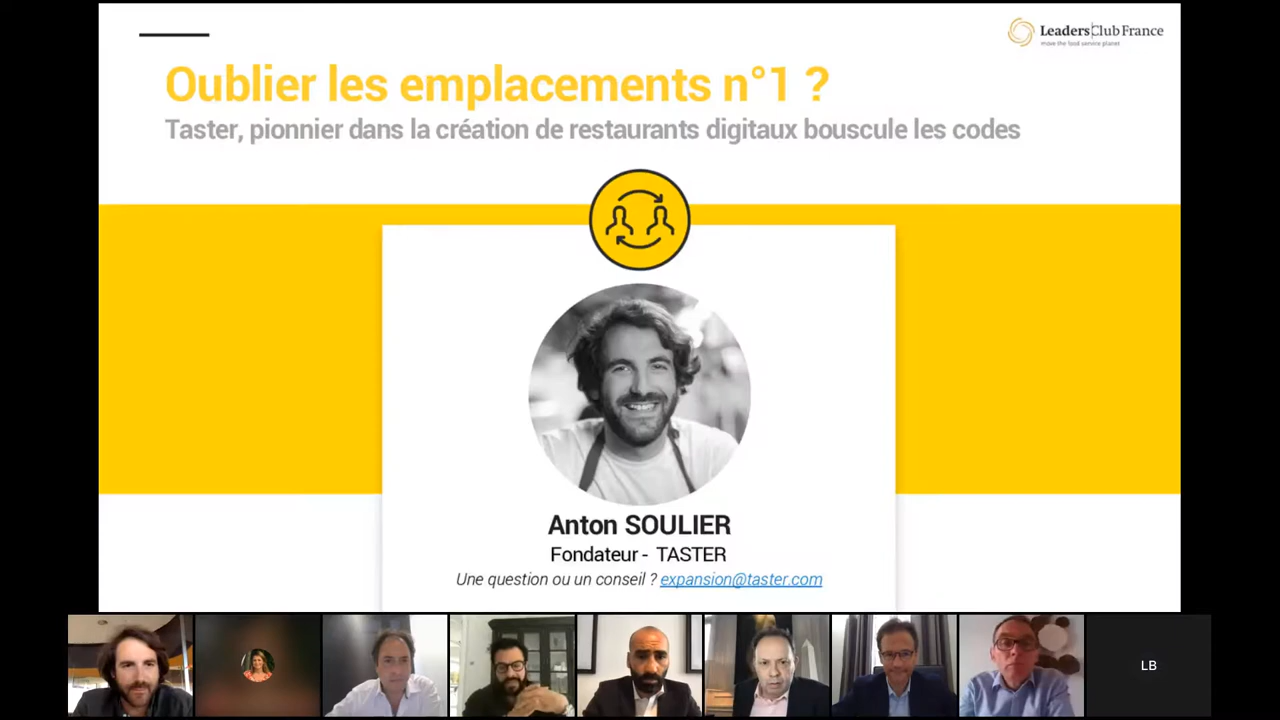 Leaders Club France
move the food service planet
Oublier les emplacements n°1 ?
Taster, pionnier dans la création de restaurants digitaux bouscule les codes
Anton SOULIER
Fondateur - TASTER
Une question ou un conseil ? expansion@taster.com
LB